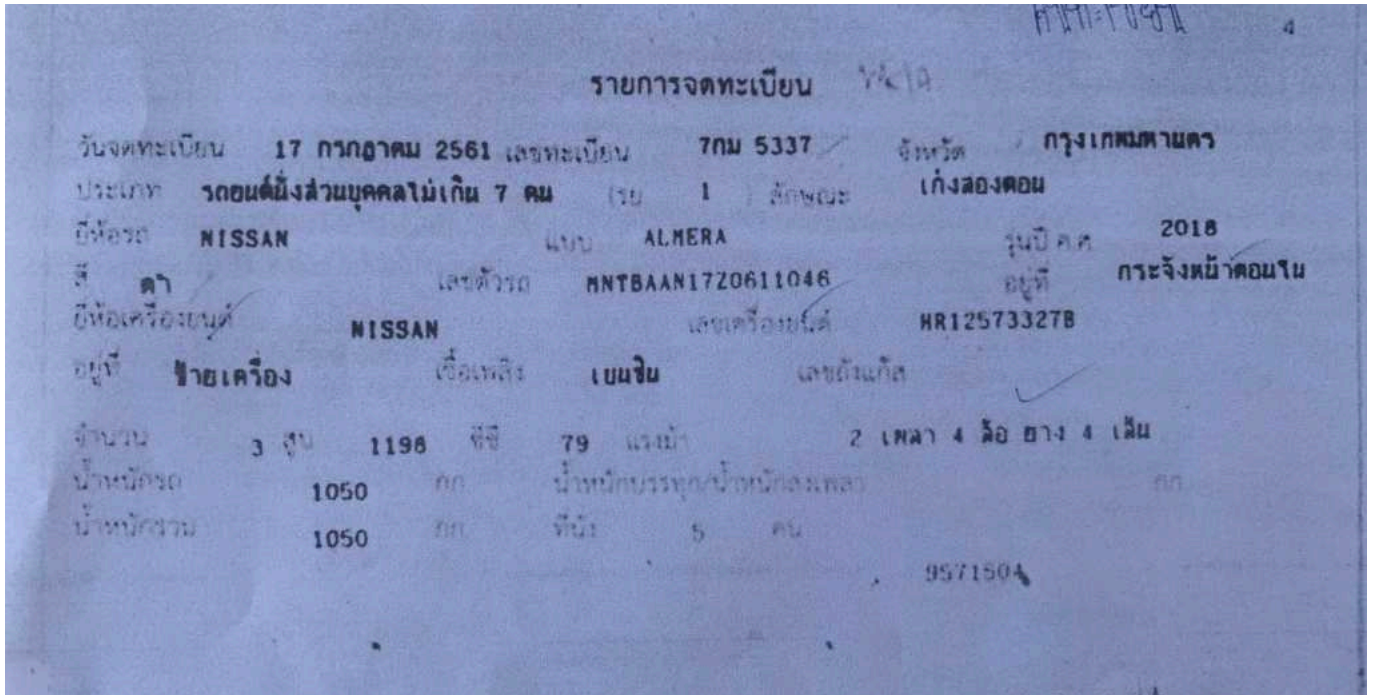 4
รายการจดทะเบียน
วันจดทะเบียน 17 กรกฎาคม 2561 เลขทะเบียน 7กม 5337 จังหวัด กรุงเทพมหานคร
ประเภท รถยนต์นั่งส่วนบุคคลไม่เกิน 7 คน (รย 1 ) ลักษณะ เก๋งสองตอน
ยี่ห้อรถ NISSAN แบบ ALMERA รุ่นปี ค.ศ. 2018
สี ดำ เลขตัวรถ MNTBAAN17Z0611046 อยู่ที่ กระจังหน้าตอนใน
ยี่ห้อเครื่องยนต์ NISSAN เลขเครื่องยนต์ HR12573327B
อยู่ที่ ซ้ายเครื่อง เชื้อเพลิง เบนซิน เลขถังแก๊ส
จำนวน 3 สูบ 1198 ซีซี 79 แรงม้า 2 เพลา 4 ล้อ ยาง 4 เส้น
น้ำหนักรถ 1050 กก. น้ำหนักบรรทุก/น้ำหนักลงเพลา กก.
น้ำหนักรวม 1050 กก. ที่นั่ง 5 คน
9571504